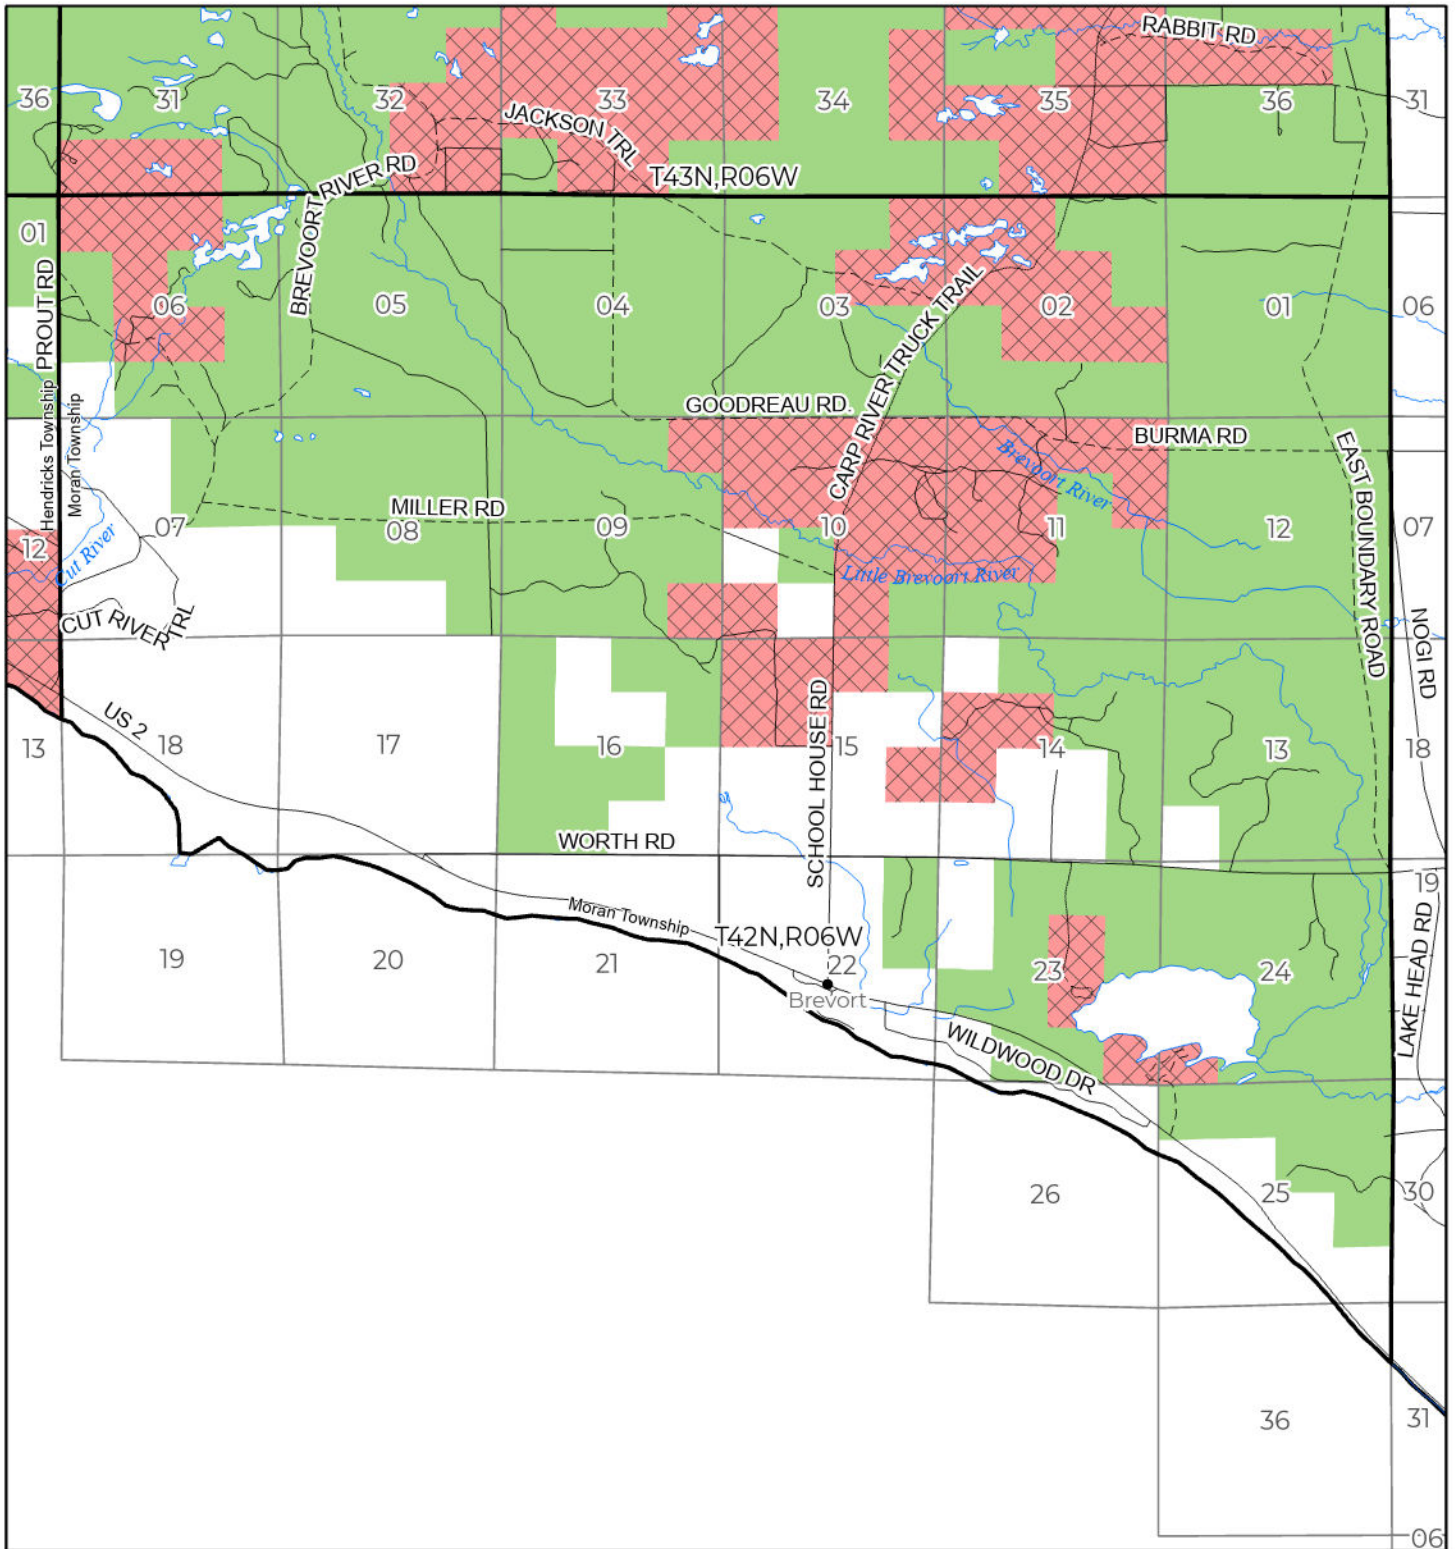 RABBIT RD
36
31
32
33
34
35
36
31
JACKSON TRL
BREVOORT RIVER RD
T43N,R06W
01
PROUT RD
06
05
04
03
02
01
06
CARP RIVER TRUCK TRAIL
Hendricks Township
Moran Township
GOODREAU RD.
BURMA RD
Brevoort River
EAST BOUNDARY ROAD
12
Cut River
07
MILLER RD
08
09
10
11
12
07
Little Brevoort River
CUT RIVER TRL
NOGI RD
13
US 2
18
17
16
SCHOOL HOUSE RD
15
14
13
18
WORTH RD
19
Moran Township
T42N,R06W
LAKE HEAD RD
19
20
21
22
23
24
Brevort
WILDWOOD DR
26
25
30
36
31
06